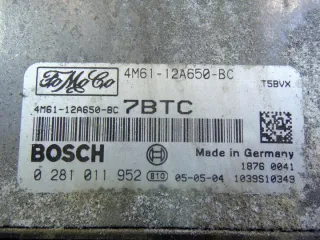 FoMoCo
4M61-12A650-BC
T5BVX
4M61-12A650-BC 7BTC
BOSCH
Made in Germany
1876 0041
0 281 011 952 E10 05-05-04 1039S10349